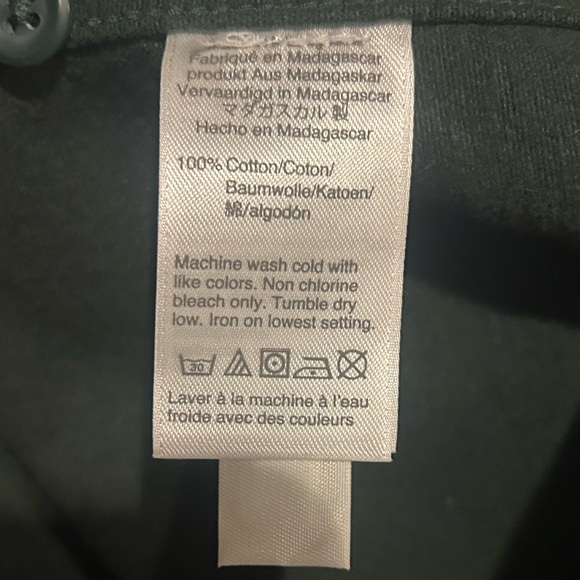 Fabriqué en Madagascar
produkt Aus Madagaskar
Vervaardigd in Madagascar
マダガスカル製
Hecho en Madagascar
100% Cotton/Coton/
Baumwolle/Katoen/
綿/algodón
Machine wash cold with
like colors. Non chlorine
bleach only. Tumble dry
low. Iron on lowest setting.
30
Laver à la machine à l'eau
froide avec des couleurs